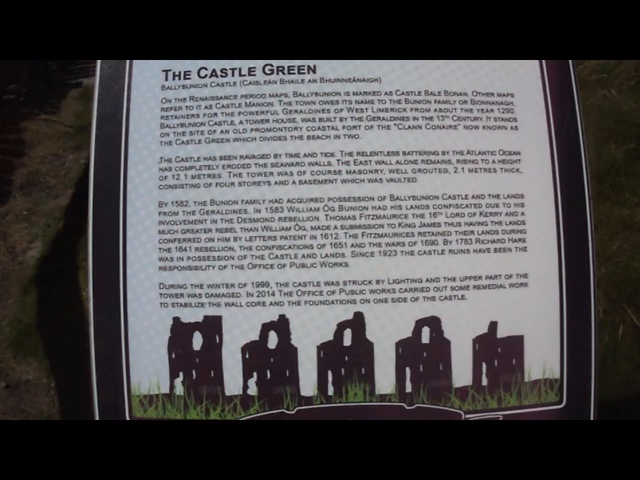 THE CASTLE GREEN
BALLYBUNION CASTLE (CAISLEÁN BHAILE AN BHUINNEÁNAIGH)
ON THE RENAISSANCE PERIOD MAPS, BALLYBUNION IS MARKED AS CASTLE BALE BONAN. OTHER MAPS
REFER TO IT AS CASTLE MANION. THE TOWN OWES ITS NAME TO THE BUNION FAMILY OR BIONNANAGH,
RETAINERS FOR THE POWERFUL GERALDINES OF WEST LIMERICK FROM ABOUT THE YEAR 1290.
BALLYBUNION CASTLE, A TOWER HOUSE, WAS BUILT BY THE GERALDINES IN THE 13TH CENTURY. IT STANDS
ON THE SITE OF AN OLD PROMONTORY COASTAL FORT OF THE "CLANN CONAIRE" NOW KNOWN AS
THE CASTLE GREEN WHICH DIVIDES THE BEACH IN TWO.
THE CASTLE HAS BEEN RAVAGED BY TIME AND TIDE. THE RELENTLESS BATTERING BY THE ATLANTIC OCEAN
HAS COMPLETELY ERODED THE SEAWARD WALLS. THE EAST WALL ALONE REMAINS, RISING TO A HEIGHT
OF 12.1 METRES. THE TOWER WAS OF COURSE MASONRY, WELL GROUTED, 2.1 METRES THICK,
CONSISTING OF FOUR STOREYS AND A BASEMENT WHICH WAS VAULTED
BY 1582, THE BUNION FAMILY HAD ACQUIRED POSSESSION OF BALLYBUNION CASTLE AND THE LANDS
FROM THE GERALDINES. IN 1583 WILLIAM ÓG BUNION HAD HIS LANDS CONFISCATED DUE TO HIS
INVOLVEMENT IN THE DESMOND REBELLION. THOMAS FITZMAURICE THE 16TH LORD OF KERRY AND A
MUCH GREATER REBEL THAN WILLIAM ÓG, MADE A SUBMISSION TO KING JAMES THUS HAVING THE LANDS
CONFERRED ON HIM BY LETTERS PATENT IN 1612. THE FITZMAURICES RETAINED THEIR LANDS DURING
THE 1641 REBELLION, THE CONFISCATIONS OF 1651 AND THE WARS OF 1690. BY 1783 RICHARD HARE
WAS IN POSSESSION OF THE CASTLE AND LANDS. SINCE 1923 THE CASTLE RUINS HAVE BEEN THE
RESPONSIBILITY OF THE OFFICE OF PUBLIC WORKS.
DURING THE WINTER OF 1999, THE CASTLE WAS STRUCK BY LIGHTING AND THE UPPER PART OF THE
TOWER WAS DAMAGED. IN 2014 THE OFFICE OF PUBLIC WORKS CARRIED OUT SOME REMEDIAL WORK
TO STABILIZE THE WALL CORE AND THE FOUNDATIONS ON ONE SIDE OF THE CASTLE.